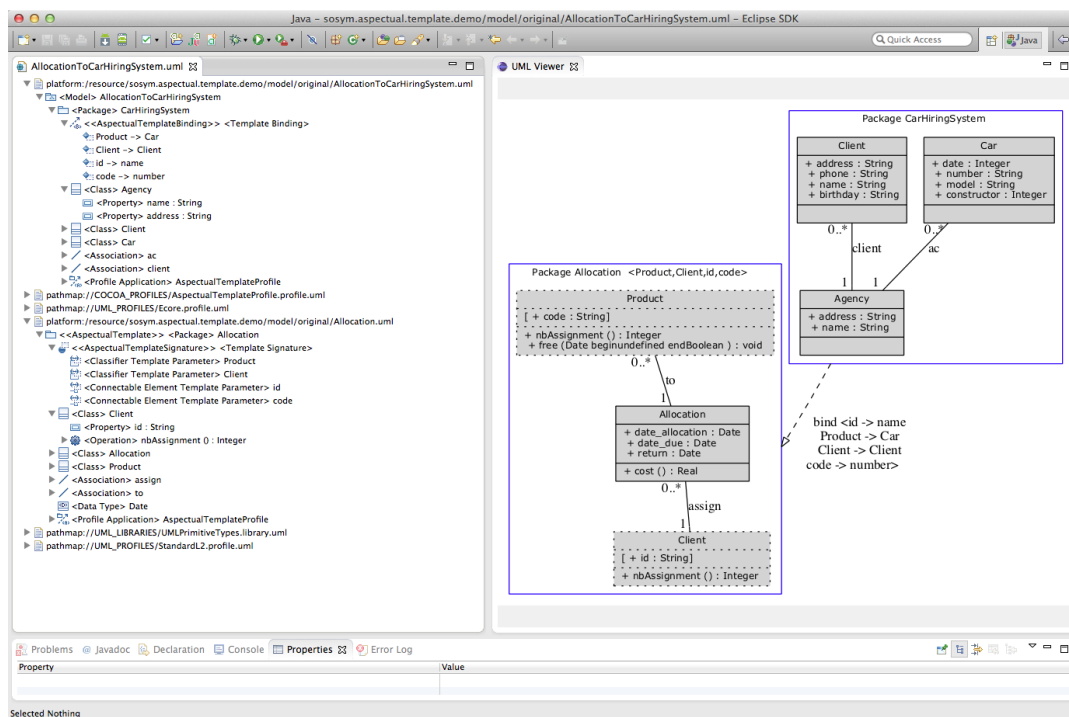 Java – sosym.aspectual.template.demo/model/original/AllocationToCarHiringSystem.uml – Eclipse SDK
Quick Access
Java
AllocationToCarHiringSystem.uml
platform:/resource/sosym.aspectual.template.demo/model/original/AllocationToCarHiringSystem.uml
<Model> AllocationToCarHiringSystem
<Package> CarHiringSystem
<<AspectualTemplateBinding>> <Template Binding>
Product -> Car
Client -> Client
id -> name
code -> number
<Class> Agency
<Property> name : String
<Property> address : String
<Class> Client
<Class> Car
<Association> ac
<Association> client
<Profile Application> AspectualTemplateProfile
pathmap://COCOA_PROFILES/AspectualTemplateProfile.profile.uml
pathmap://UML_PROFILES/Ecore.profile.uml
platform:/resource/sosym.aspectual.template.demo/model/original/Allocation.uml
<<AspectualTemplate>> <Package> Allocation
<<AspectualTemplateSignature>> <Template Signature>
<Classifier Template Parameter> Product
<Classifier Template Parameter> Client
<Connectable Element Template Parameter> id
<Connectable Element Template Parameter> code
<Class> Client
<Property> id : String
<Operation> nbAssignment () : Integer
<Class> Allocation
<Class> Product
<Association> assign
<Association> to
<Data Type> Date
<Profile Application> AspectualTemplateProfile
pathmap://UML_LIBRARIES/UMLPrimitiveTypes.library.uml
pathmap://UML_PROFILES/StandardL2.profile.uml
UML Viewer
Package CarHiringSystem
Client
+ address : String
+ phone : String
+ name : String
+ birthday : String
Car
+ date : Integer
+ number : String
+ model : String
+ constructor : Integer
0..*
client
1
0..*
ac
1
Agency
+ address : String
+ name : String
Package Allocation <Product,Client,id,code>
Product
[ + code : String]
+ nbAssignment () : Integer
+ free (Date beginundefined endBoolean ) : void
0..*
to
1
Allocation
+ date_allocation : Date
+ date_due : Date
+ return : Date
+ cost () : Real
0..*
assign
1
Client
[ + id : String]
+ nbAssignment () : Integer
bind <id -> name
Product -> Car
Client -> Client
code -> number>
Problems
@ Javadoc
Declaration
Console
Properties
Error Log
Property
Value
Selected Nothing